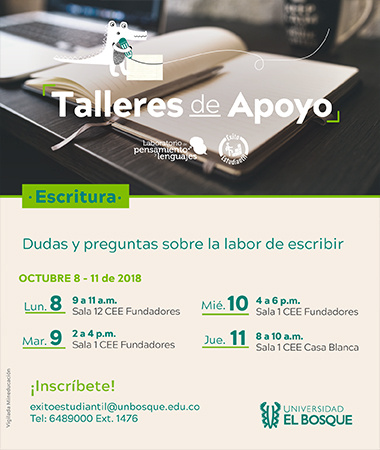 Talleres de Apoyo
Laboratorio de
pensamiento y
lenguajes
Éxito
Estudiantil
·Escritura·
Dudas y preguntas sobre la labor de escribir
OCTUBRE 8 - 11 de 2018
Lun. 8
9 a 11 a.m.
Sala 12 CEE Fundadores
Mié. 10
4 a 6 p.m.
Sala 1 CEE Fundadores
Mar. 9
2 a 4 p.m.
Sala 1 CEE Fundadores
Jue. 11
8 a 10 a.m.
Sala 1 CEE Casa Blanca
¡Inscríbete!
exitoestudiantil@unbosque.edu.co
Tel: 6489000 Ext. 1476
UNIVERSIDAD
EL BOSQUE
Vigilada Mineducación